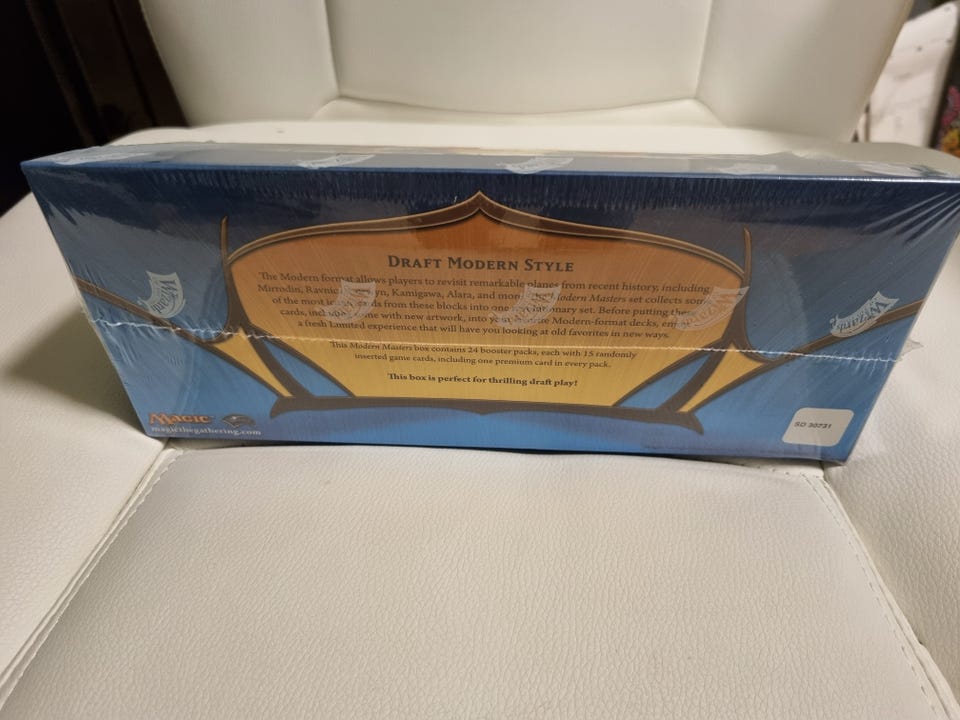 DRAFT MODERN STYLE
The Modern format allows players to revisit remarkable planes from recent history, including
Mirrodin, Ravnica, Kamigawa, Alara, and more. Modern Masters set collects some
of the most cards from these blocks into one set. Before putting these
cards, with new artwork, into your Modern-format decks,
a fresh Limited experience that will have you looking at old favorites in new ways.
This Modern Masters box contains 24 booster packs, each with 15 randomly
inserted game cards, including one premium card in every pack.
This box is perfect for thrilling draft play!
MAGIC
magicthegathering.com
SD 30731
Wizards
Wizards